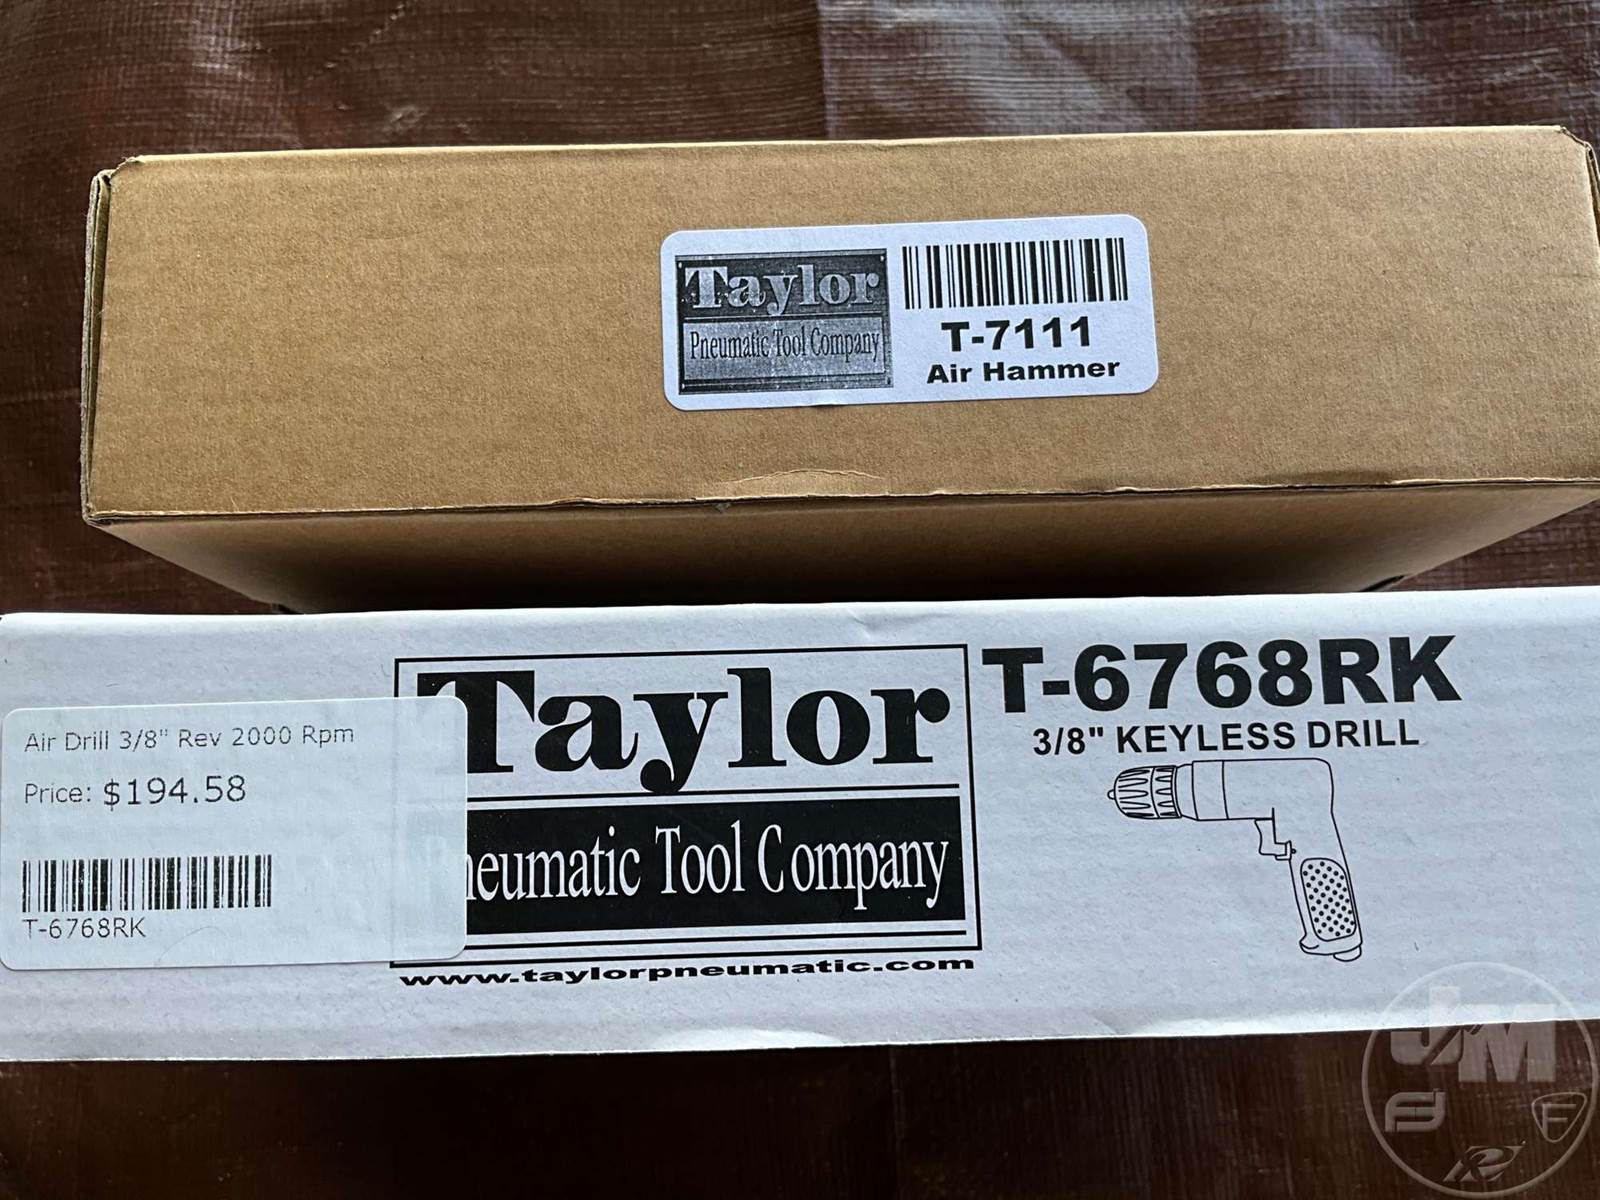 Taylor
Pneumatic Tool Company
T-7111
Air Hammer
Taylor
Pneumatic Tool Company
www.taylorpneumatic.com
T-6768RK
3/8" KEYLESS DRILL
Air Drill 3/8" Rev 2000 Rpm
Price: $194.58
T-6768RK
J&M
F